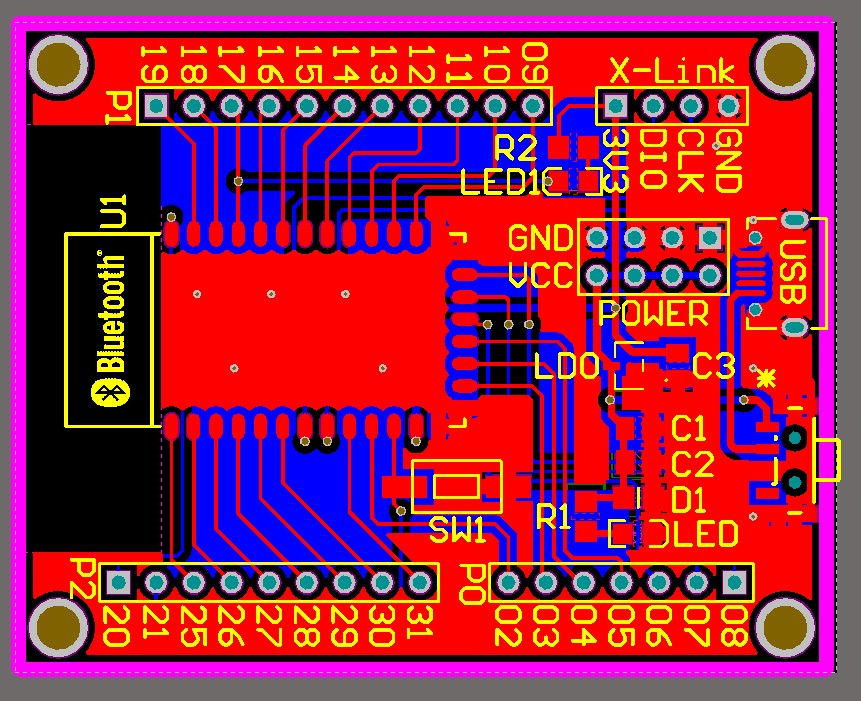 19 18 17 16 15 14 13 12 11 10 09
P1
X-Link
3V3 DIO CLK GND
R2
LED1
U1
Bluetooth®
GND
VCC
USB
POWER
LDO
C3
*
C1
C2
D1
R1
LED
SW1
P2
20 21 25 26 27 28 29 30 31
P0
02 03 04 05 06 07 08